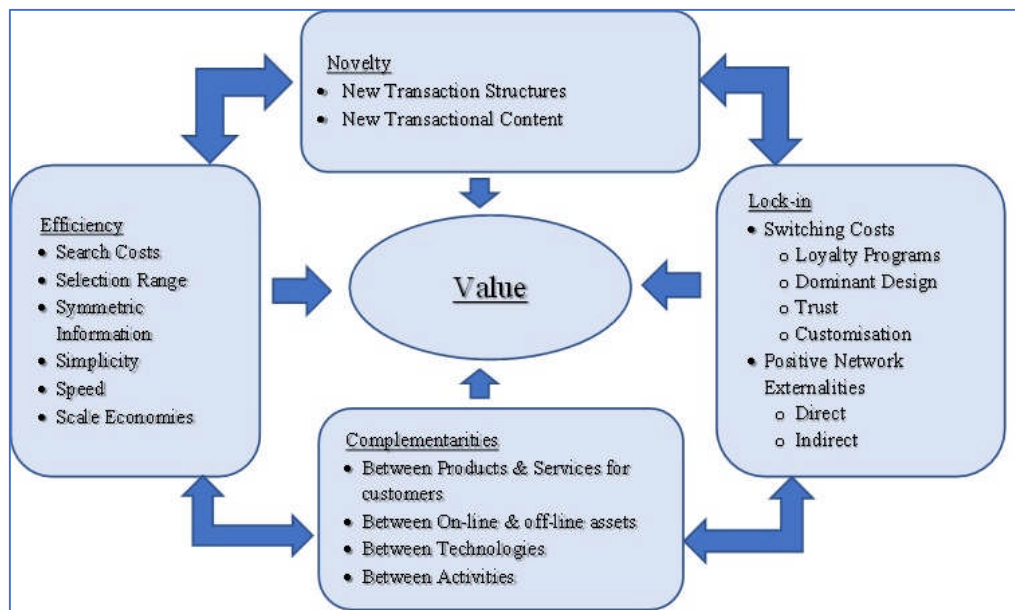 Novelty
• New Transaction Structures
• New Transactional Content
Efficiency
• Search Costs
• Selection Range
• Symmetric
Information
• Simplicity
• Speed
• Scale Economies
Value
Lock-in
• Switching Costs
o Loyalty Programs
o Dominant Design
o Trust
o Customisation
• Positive Network
Externalities
o Direct
o Indirect
Complementarities
• Between Products & Services for
customers
• Between On-line & off-line assets
• Between Technologies
• Between Activities